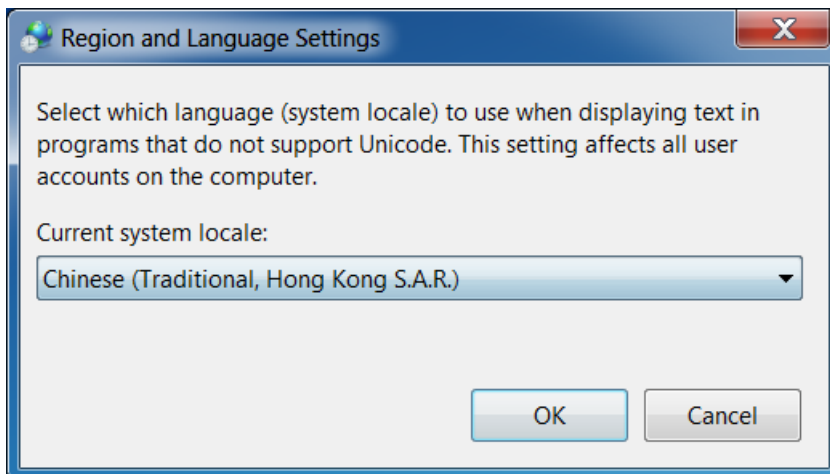 Region and Language Settings
Select which language (system locale) to use when displaying text in
programs that do not support Unicode. This setting affects all user
accounts on the computer.
Current system locale:
Chinese (Traditional, Hong Kong S.A.R.)
OK Cancel